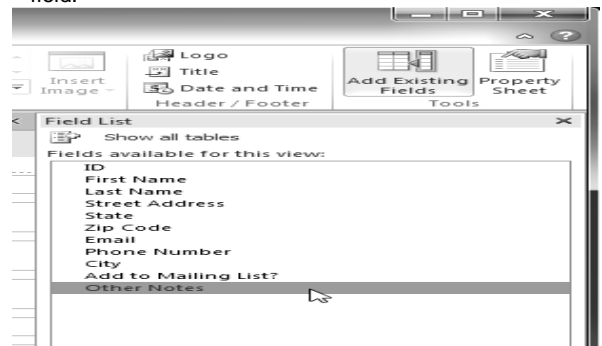 field.
Logo
Title
Date and Time
Insert
Image
Header / Footer
Add Existing
Fields
Property
Sheet
Tools
Field List
Show all tables
Fields available for this view:
ID
First Name
Last Name
Street Address
State
Zip Code
Email
Phone Number
City
Add to Mailing List?
Other Notes